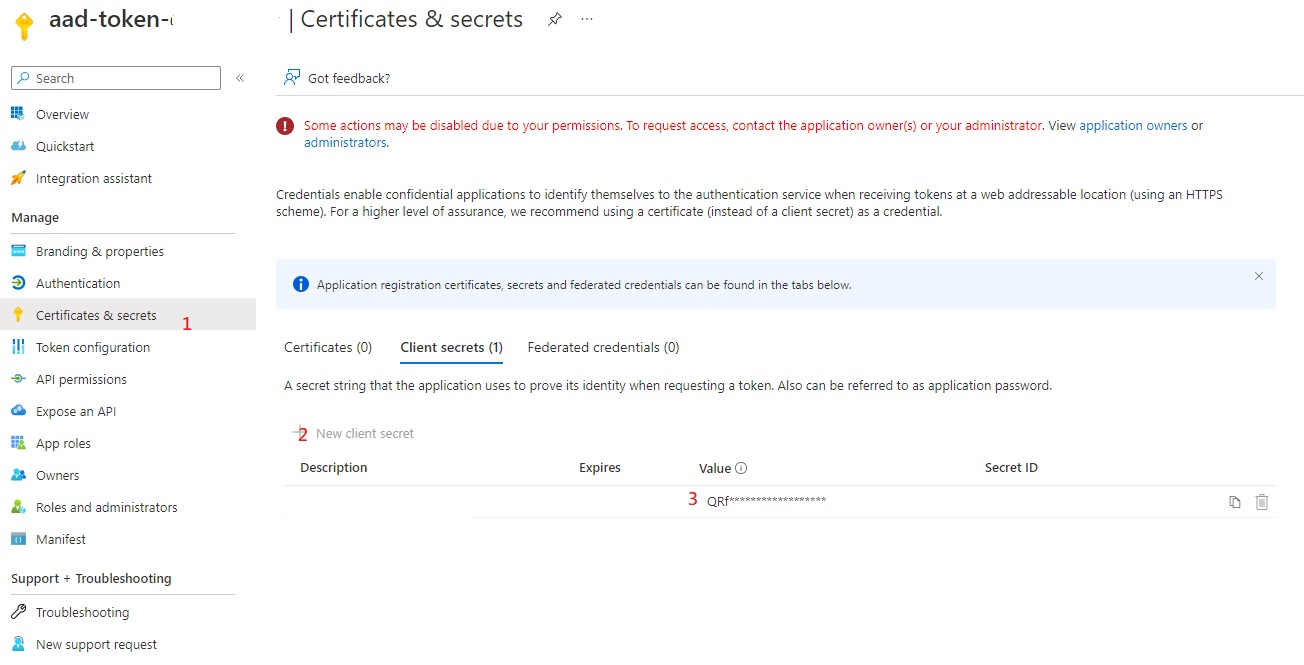 aad-token-
| Certificates & secrets
Search
Overview
Quickstart
Integration assistant
Manage
Branding & properties
Authentication
Certificates & secrets
1
Token configuration
API permissions
Expose an API
App roles
Owners
Roles and administrators
Manifest
Support + Troubleshooting
Troubleshooting
New support request
Got feedback?
Some actions may be disabled due to your permissions. To request access, contact the application owner(s) or your administrator. View application owners or
administrators.
Credentials enable confidential applications to identify themselves to the authentication service when receiving tokens at a web addressable location (using an HTTPS
scheme). For a higher level of assurance, we recommend using a certificate (instead of a client secret) as a credential.
Application registration certificates, secrets and federated credentials can be found in the tabs below.
Certificates (0) Client secrets (1) Federated credentials (0)
A secret string that the application uses to prove its identity when requesting a token. Also can be referred to as application password.
2 New client secret
Description Expires Value Secret ID
3 QRf******************